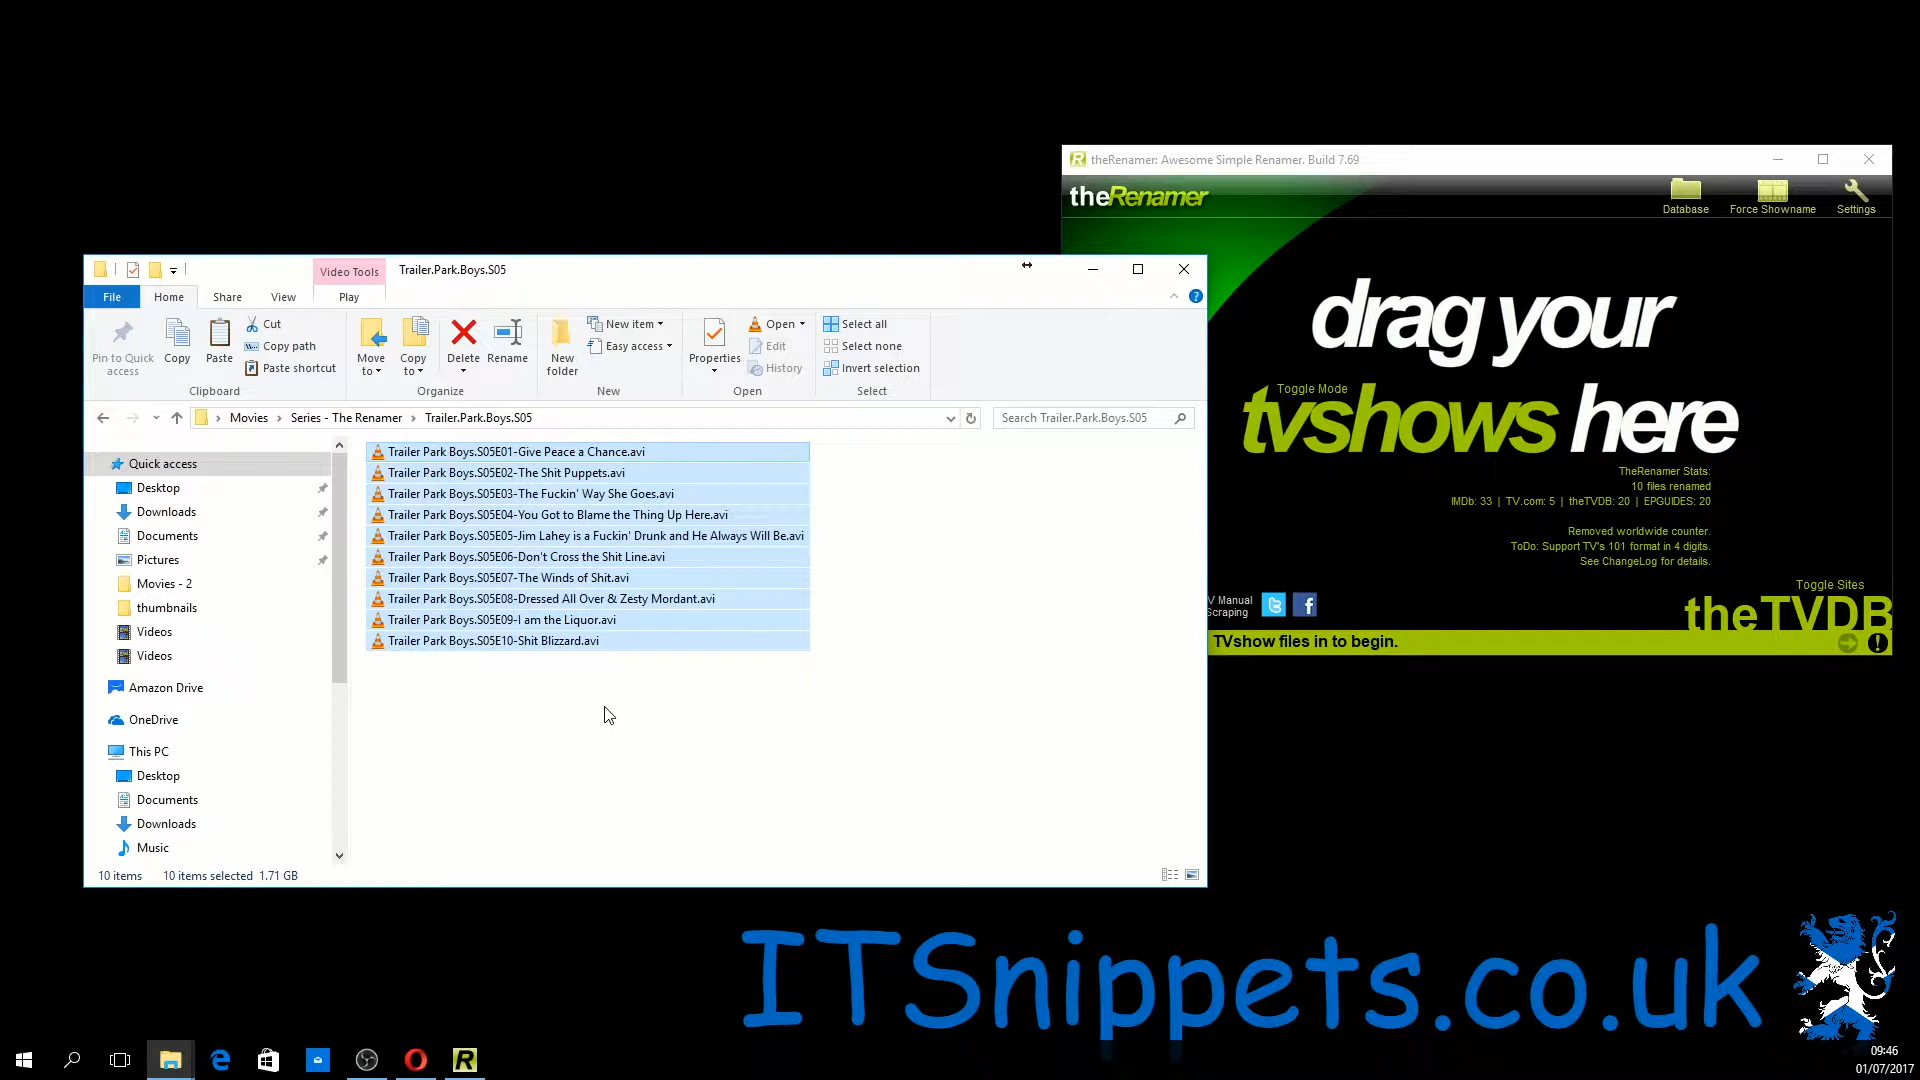 theRenamer: Awesome Simple Renamer. Build 7.69
theRenamer
Database
Force Showname
Settings
drag your
Toggle Mode
tvshows here
TheRenamer Stats:
10 files renamed
IMDb: 33 | TV.com: 5 | theTVDB: 20 | EPGUIDES: 20
Removed worldwide counter.
ToDo: Support TV's 101 format in 4 digits.
See ChangeLog for details.
Toggle Sites
theTVDB
V Manual
Scraping
TVshow files in to begin.
Video Tools
Trailer.Park.Boys.S05
File
Home
Share
View
Play
Pin to Quick
access
Copy
Paste
Cut
Copy path
Paste shortcut
Clipboard
Move
to
Copy
to
Delete
Rename
Organize
New
folder
New item
Easy access
New
Properties
Open
Edit
History
Open
Select all
Select none
Invert selection
Select
Movies
Series - The Renamer
Trailer.Park.Boys.S05
Search Trailer.Park.Boys.S05
Quick access
Desktop
Downloads
Documents
Pictures
Movies - 2
thumbnails
Videos
Videos
Amazon Drive
OneDrive
This PC
Desktop
Documents
Downloads
Music
Trailer Park Boys.S05E01-Give Peace a Chance.avi
Trailer Park Boys.S05E02-The Shit Puppets.avi
Trailer Park Boys.S05E03-The Fuckin' Way She Goes.avi
Trailer Park Boys.S05E04-You Got to Blame the Thing Up Here.avi
Trailer Park Boys.S05E05-Jim Lahey is a Fuckin' Drunk and He Always Will Be.avi
Trailer Park Boys.S05E06-Don't Cross the Shit Line.avi
Trailer Park Boys.S05E07-The Winds of Shit.avi
Trailer Park Boys.S05E08-Dressed All Over & Zesty Mordant.avi
Trailer Park Boys.S05E09-I am the Liquor.avi
Trailer Park Boys.S05E10-Shit Blizzard.avi
10 items
10 items selected 1.71 GB
ITSnippets.co.uk
09:46
01/07/2017